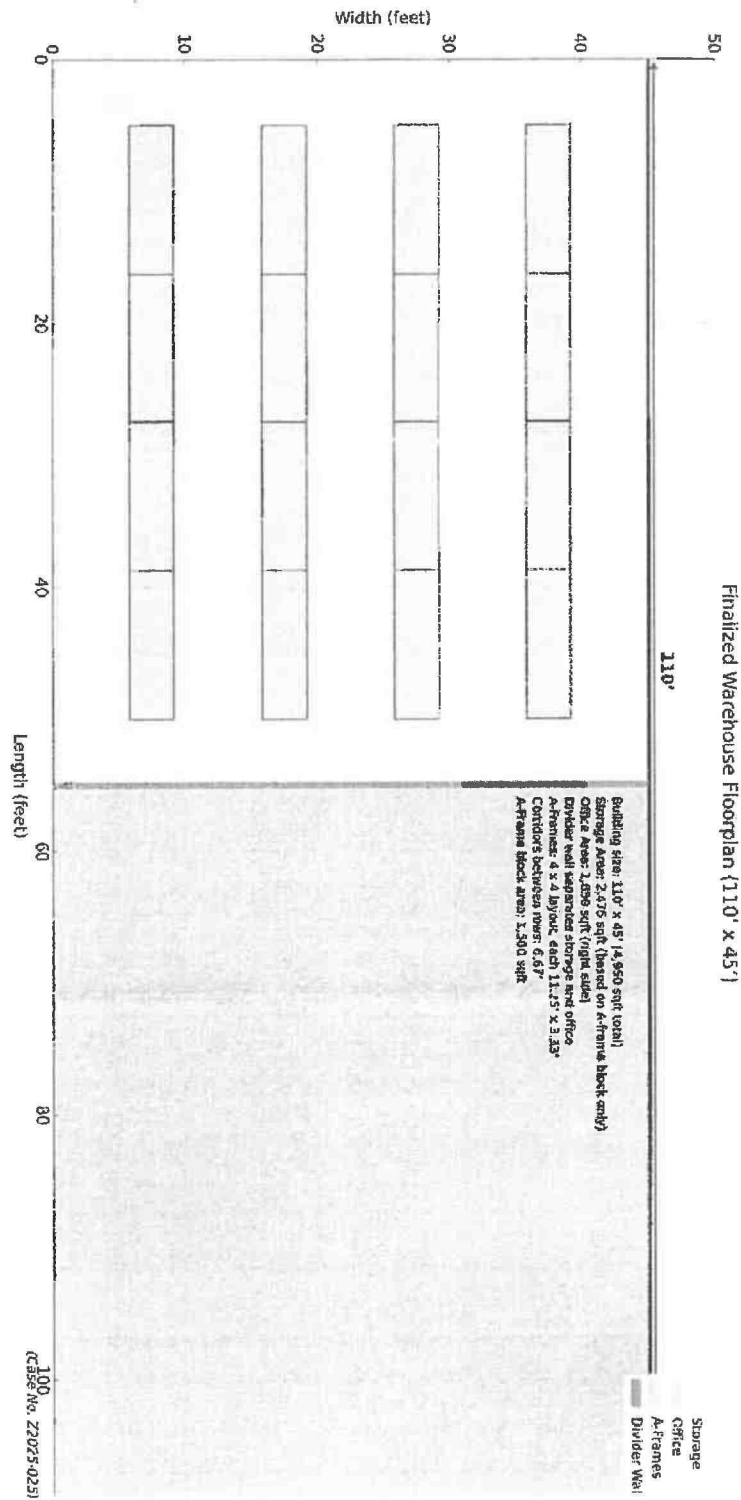 Finalized Warehouse Floorplan (110' x 45')
Width (feet)
50
40
30
20
10
0
0
20
40
60
80
100
Length (feet)
110'
Building size: 110' x 45' (4,950 sqft total)
Storage Area: 2,475 sqft (based on A-frame block only)
Office Area: sqft (right side)
Divider wall separates storage and office
A-Frames: 4 x 4 layout, each 11.25' x 3.33'
Corridors between rows: 6.67'
A-Frame block area: 1,500 sqft
Storage
Office
A-Frames
Divider Wal
(Case No. Z2025-025)